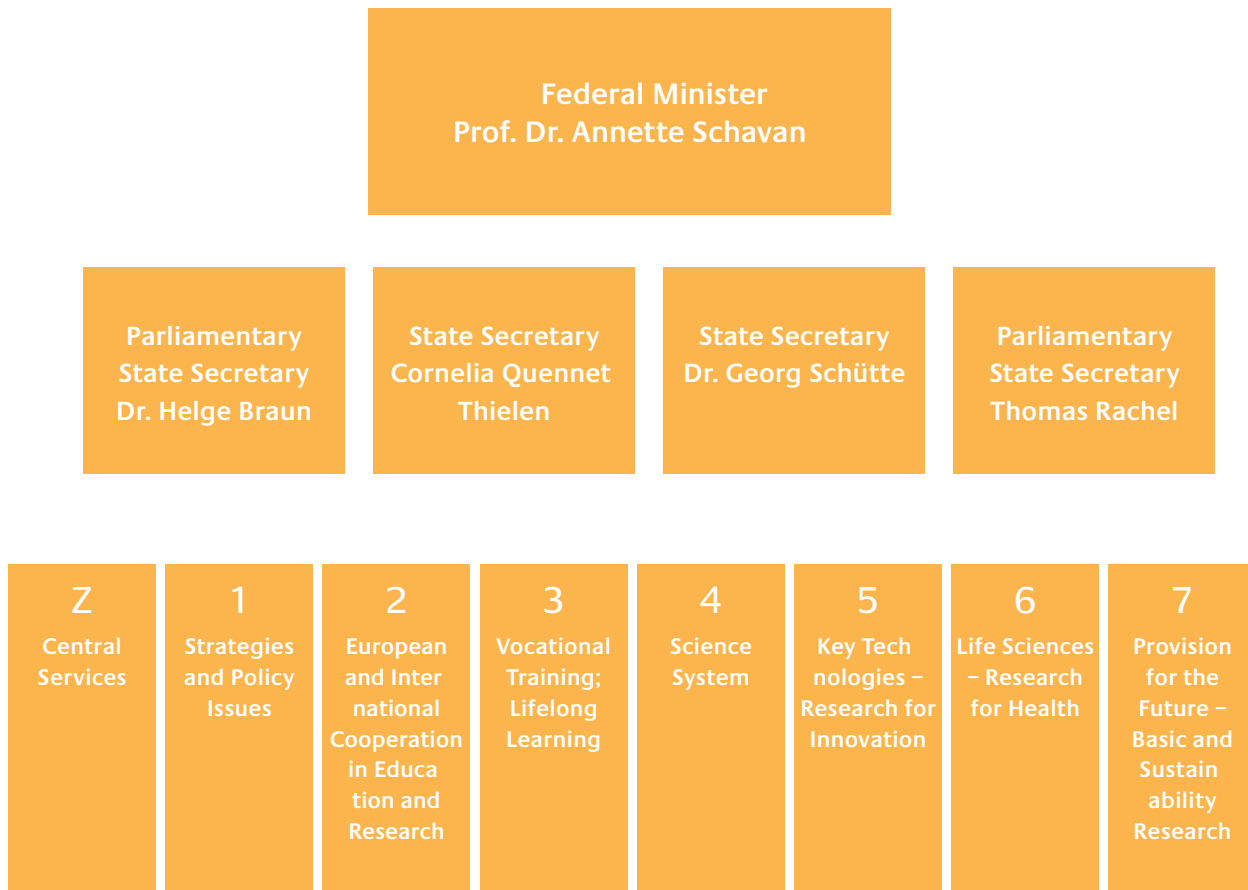 Federal Minister
Prof. Dr. Annette Schavan
Parliamentary
State Secretary
Dr. Helge Braun
State Secretary
Cornelia Quennet
Thielen
State Secretary
Dr. Georg Schütte
Parliamentary
State Secretary
Thomas Rachel
Z
Central
Services
1
Strategies
and Policy
Issues
2
European
and Inter
national
Cooperation
in Educa
tion and
Research
3
Vocational
Training;
Lifelong
Learning
4
Science
System
5
Key Tech
nologies –
Research for
Innovation
6
Life Sciences
– Research
for Health
7
Provision
for the
Future –
Basic and
Sustain
ability
Research